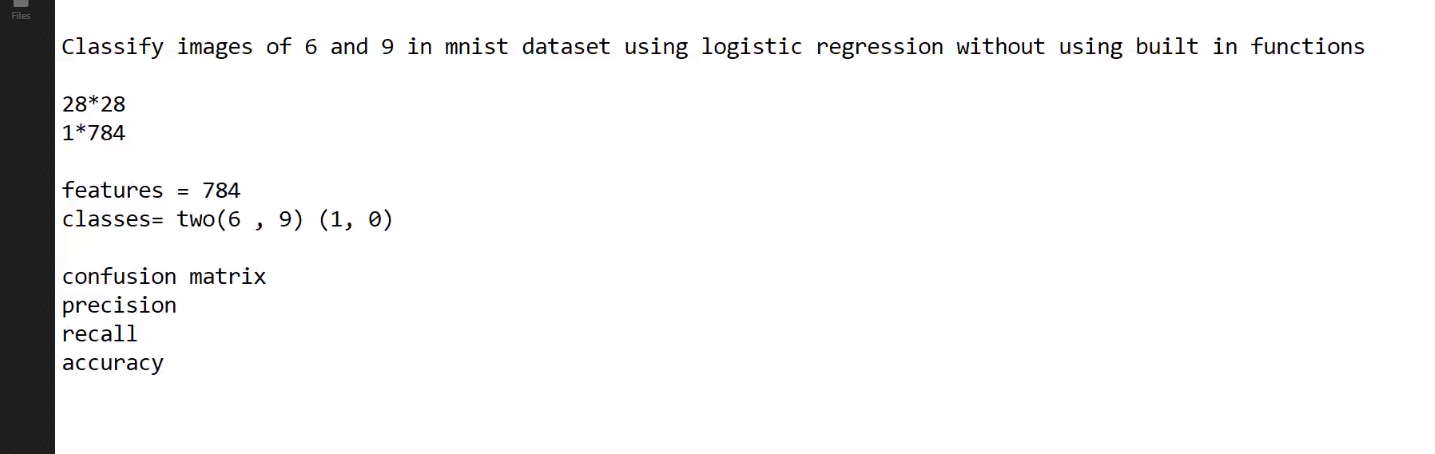 Files
Classify images of 6 and 9 in mnist dataset using logistic regression without using built in functions
28*28
1*784
features = 784
classes= two(6 , 9) (1, 0)
confusion matrix
precision
recall
accuracy